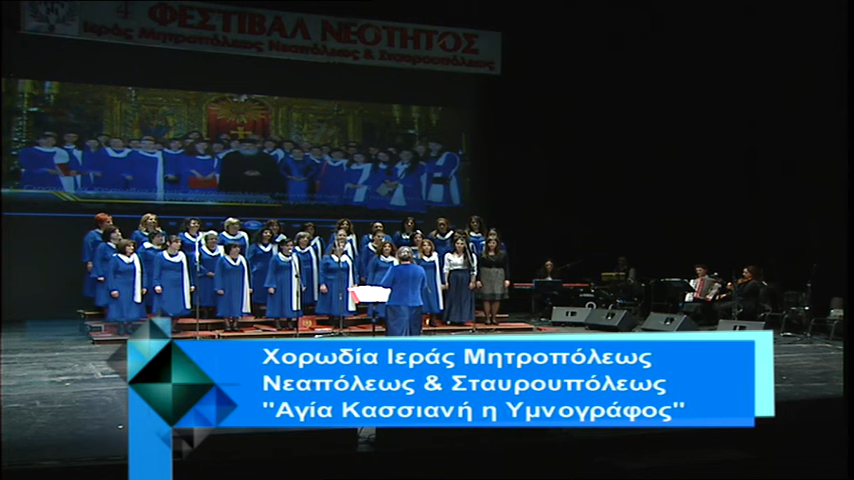 ΦΕΣΤΙΒΑΛ ΝΕΟΤΗΤΟΣ
Ιεράς Μητροπόλεως Νεαπόλεως & Σταυρουπόλεως
Χορωδία Ιεράς Μητροπόλεως
Νεαπόλεως & Σταυρουπόλεως
"Αγία Κασσιανή η Υμνογράφος"